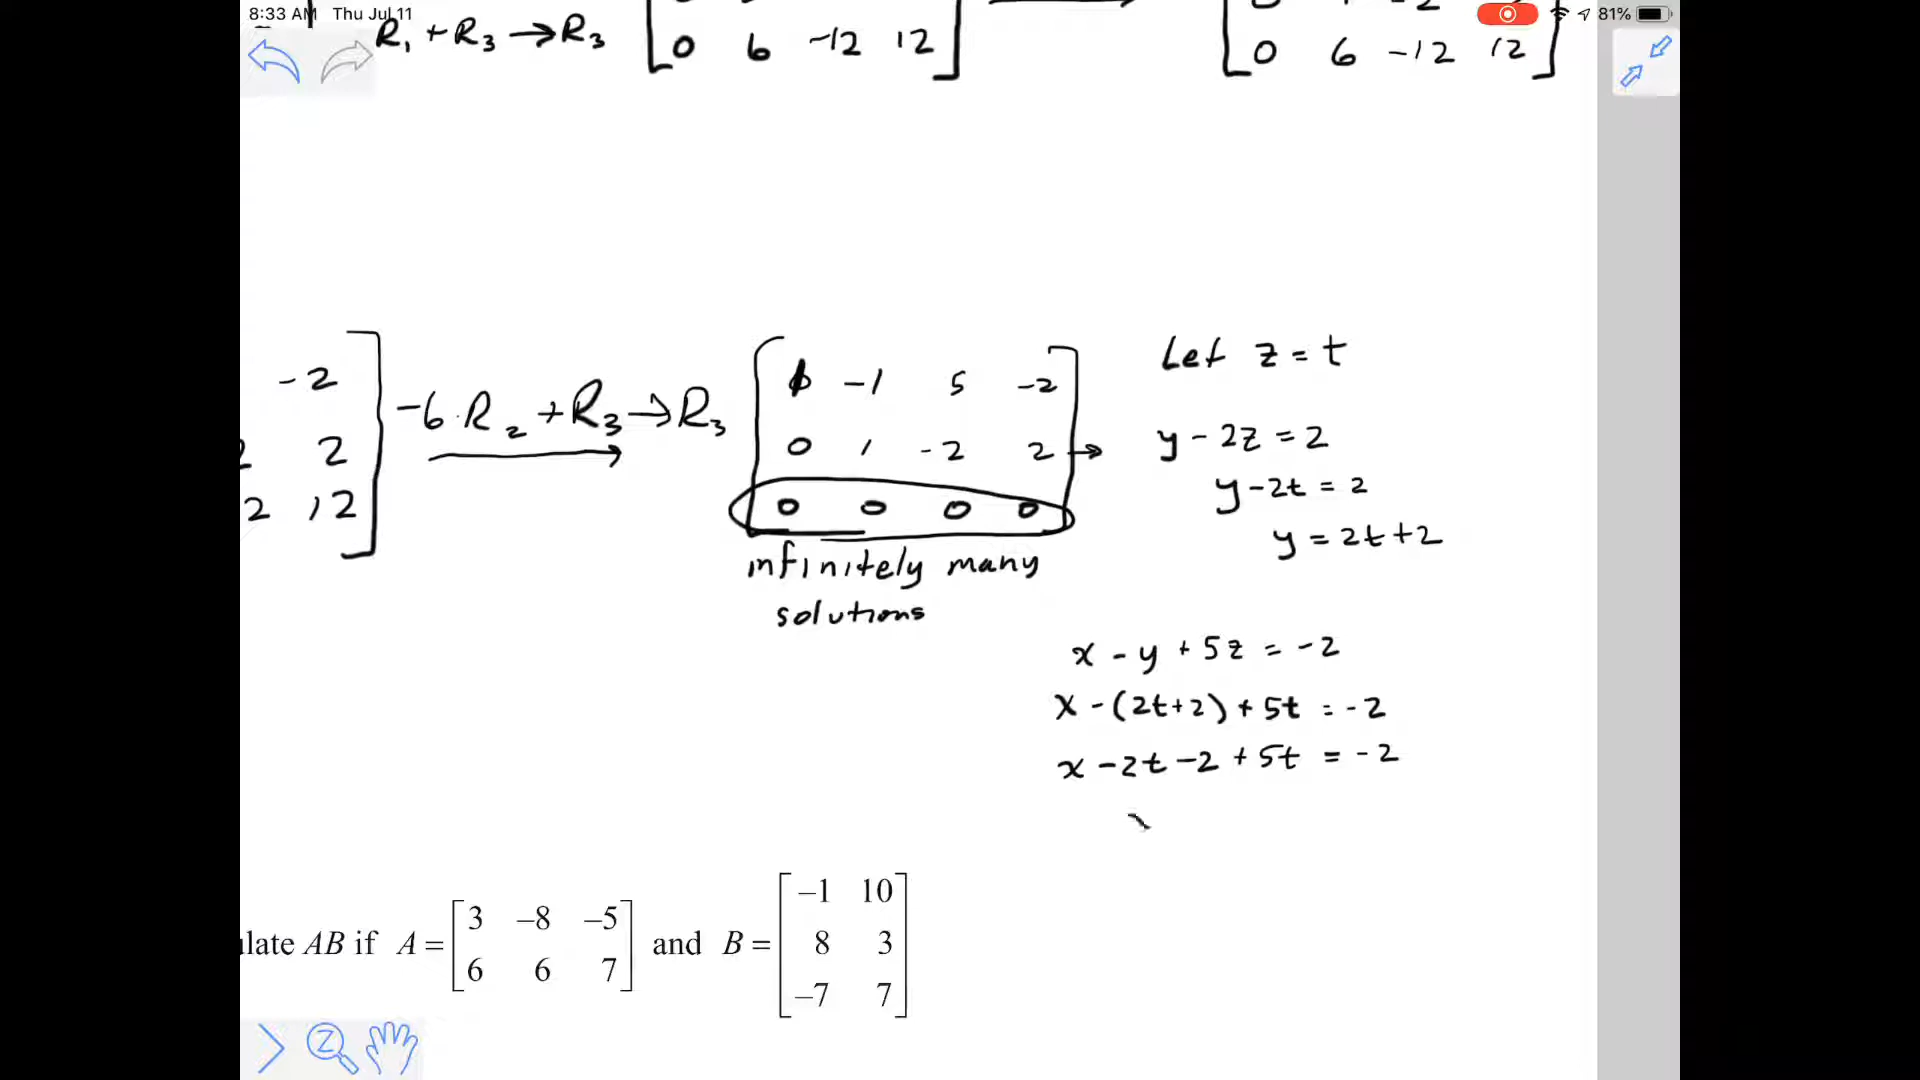 8:33 AM Thu Jul 11
81%
R₁ + R₃ → R₃
0 6 -12 12
0 6 -12 12
-2
2
2 12
-6·R₂ + R₃ → R₃
1 -1 5 -2
0 1 -2 2 →
0 0 0 0
infinitely many
solutions
Let z = t
y - 2z = 2
y - 2t = 2
y = 2t + 2
x - y + 5z = -2
x - (2t+2) + 5t = -2
x - 2t - 2 + 5t = -2
late AB if A = [3 –8 –5
6 6 7] and B = [–1 10
8 3
–7 7]